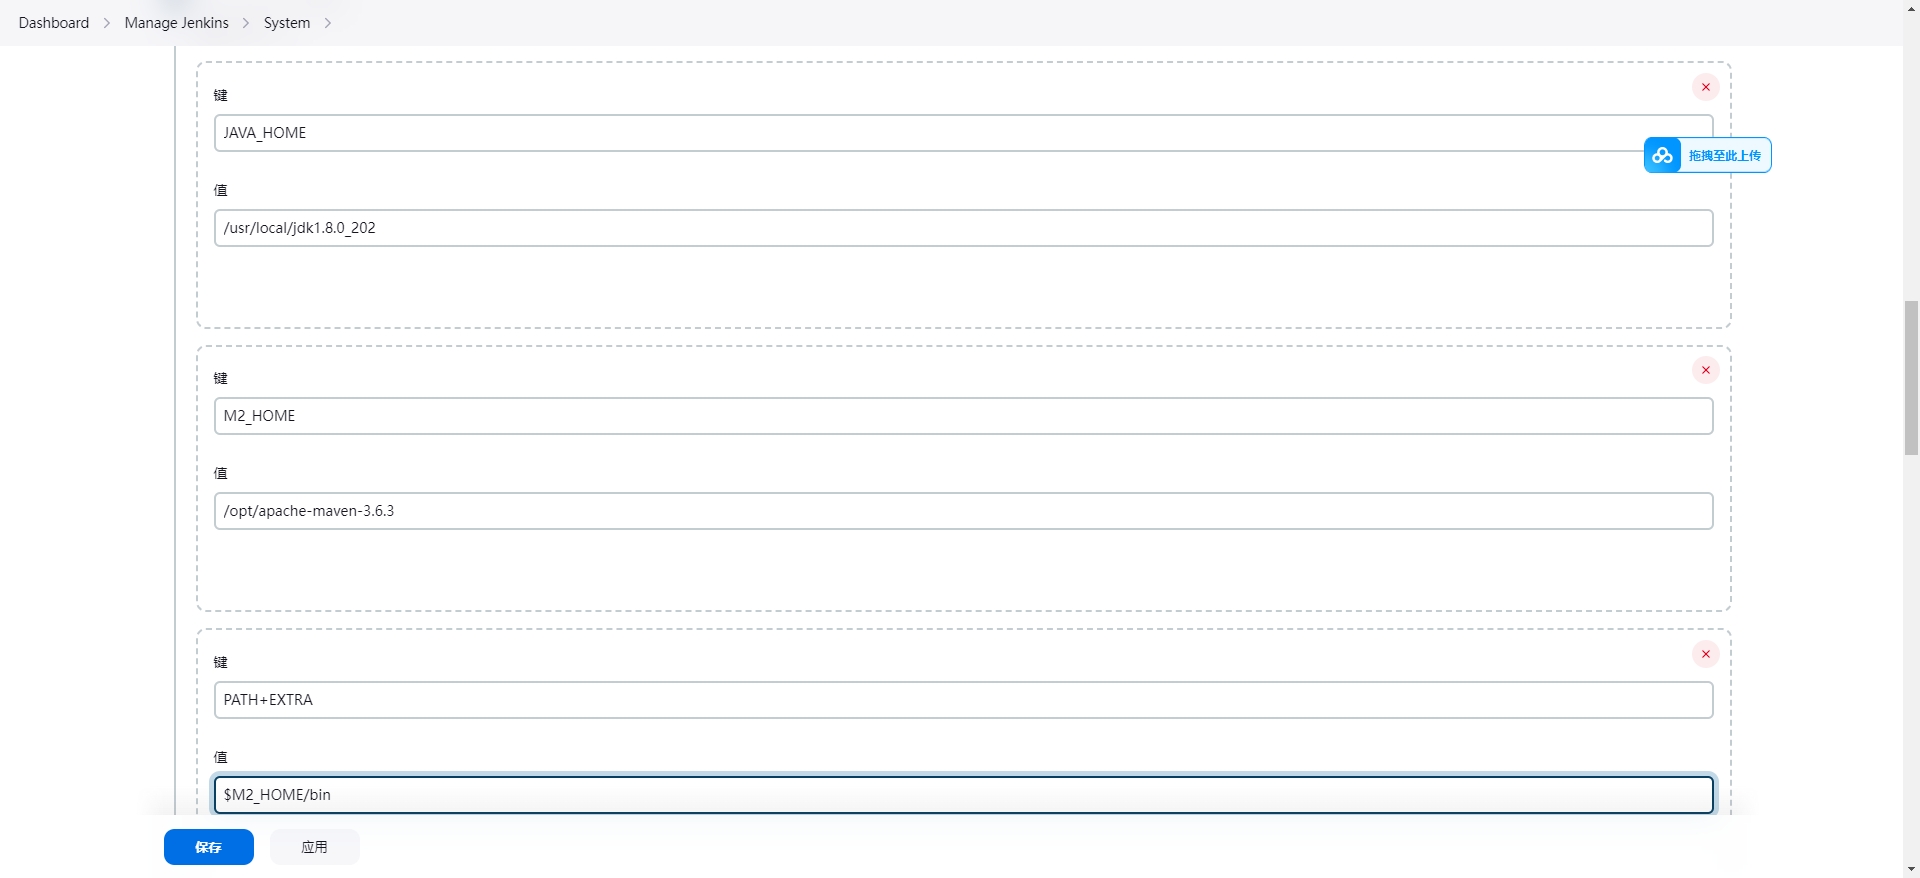 Dashboard > Manage Jenkins > System >
键
JAVA_HOME
拖拽至此上传
值
/usr/local/jdk1.8.0_202
键
M2_HOME
值
/opt/apache-maven-3.6.3
键
PATH+EXTRA
值
$M2_HOME/bin
保存 应用